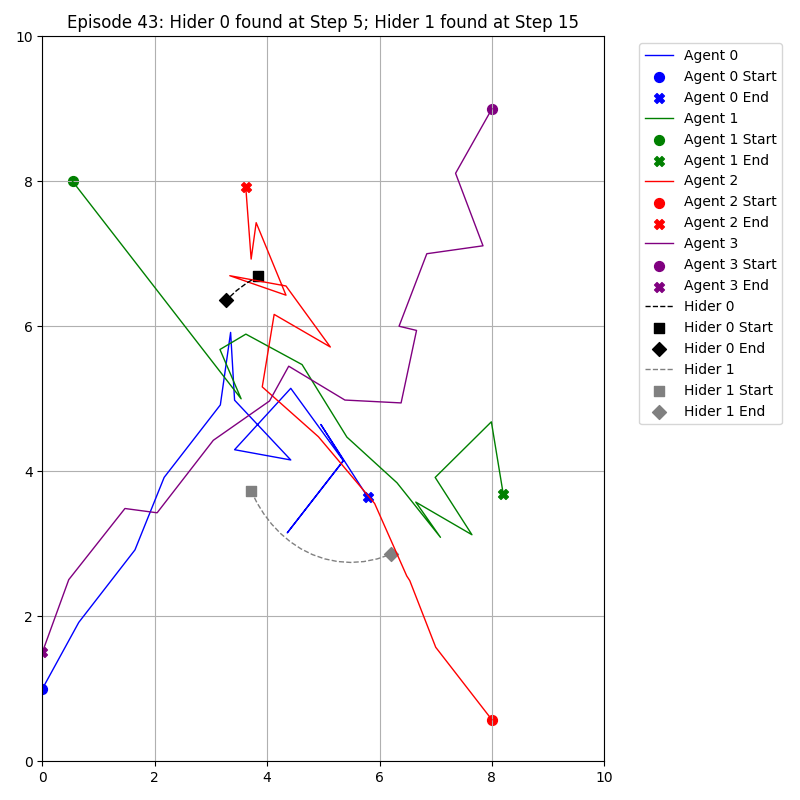 Episode 43: Hider 0 found at Step 5; Hider 1 found at Step 15
10
8
6
4
2
0
0 2 4 6 8 10
Agent 0
Agent 0 Start
Agent 0 End
Agent 1
Agent 1 Start
Agent 1 End
Agent 2
Agent 2 Start
Agent 2 End
Agent 3
Agent 3 Start
Agent 3 End
Hider 0
Hider 0 Start
Hider 0 End
Hider 1
Hider 1 Start
Hider 1 End